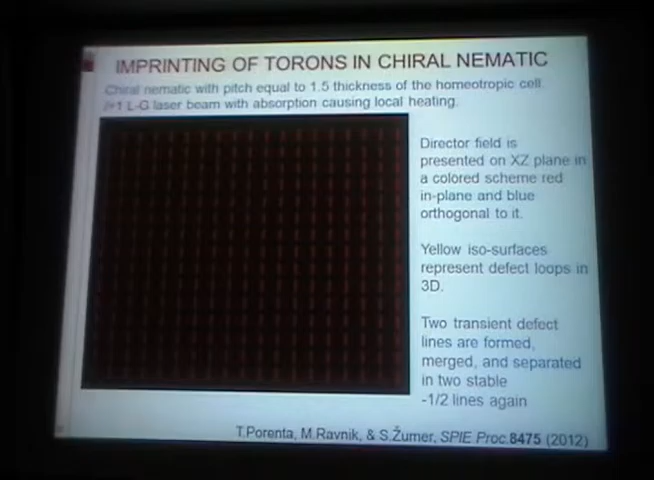 IMPRINTING OF TORONS IN CHIRAL NEMATIC
Chiral nematic with pitch equal to 1.5 thickness of the homeotropic cell.
l=1 L-G laser beam with absorption causing local heating.
Director field is
presented on XZ plane in
a colored scheme red
in-plane and blue
orthogonal to it.
Yellow iso-surfaces
represent defect loops in
3D.
Two transient defect
lines are formed,
merged, and separated
in two stable
-1/2 lines again
T.Porenta, M.Ravnik, & S.Žumer, SPIE Proc.8475 (2012)